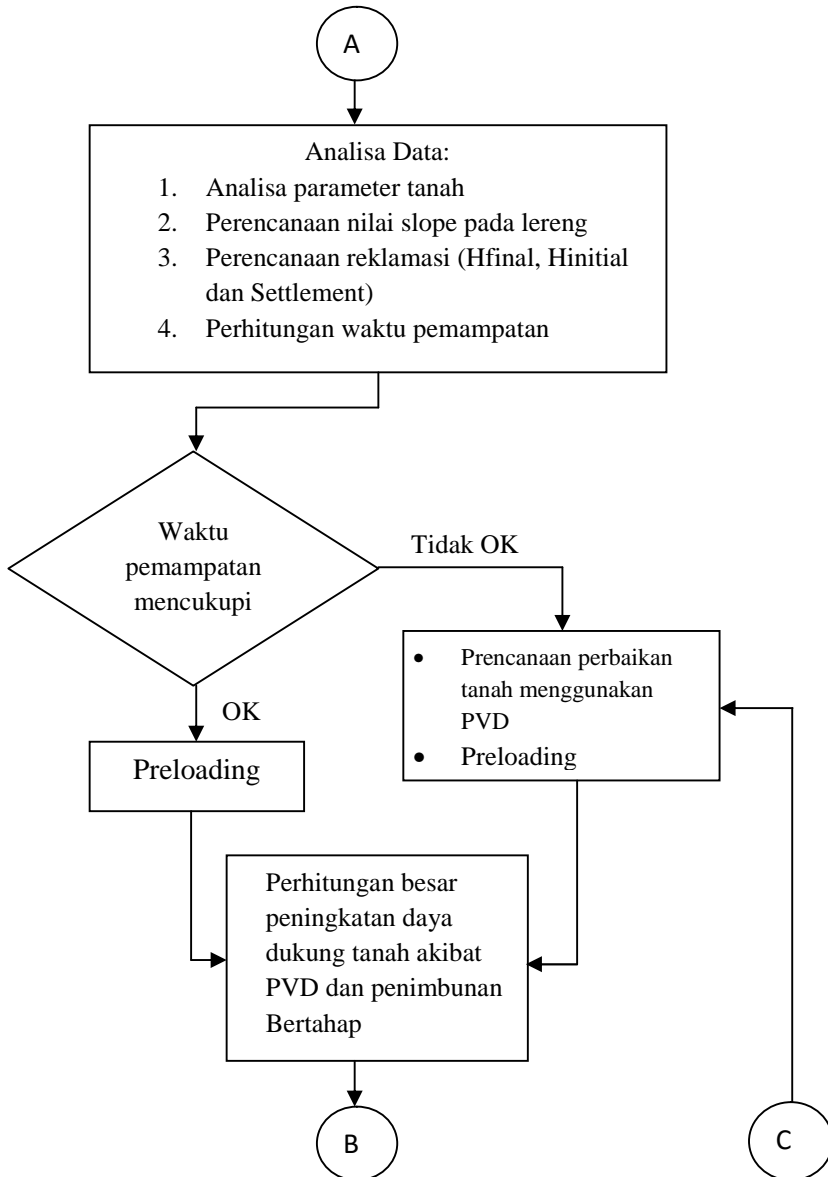 A
Analisa Data:
1. Analisa parameter tanah
2. Perencanaan nilai slope pada lereng
3. Perencanaan reklamasi (Hfinal, Hinitial
dan Settlement)
4. Perhitungan waktu pemampatan
Waktu
pemampatan
mencukupi
Tidak OK
OK
• Prencanaan perbaikan
tanah menggunakan
PVD
• Preloading
Preloading
Perhitungan besar
peningkatan daya
dukung tanah akibat
PVD dan penimbunan
Bertahap
B
C